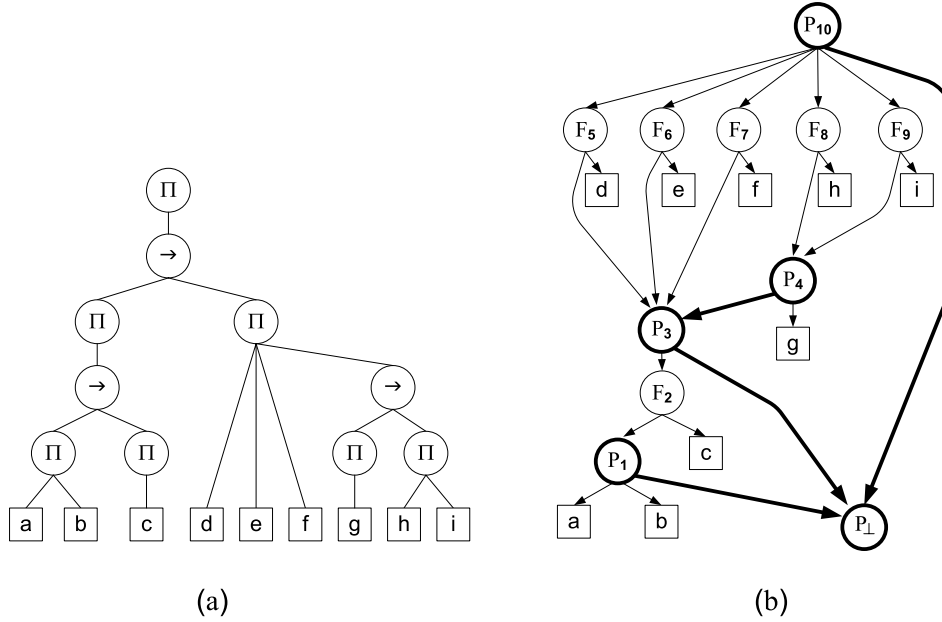 P10
F5 F6 F7 F8 F9
d e f h i
Π
→
Π Π
→ →
Π Π Π Π
a b c d e f g h i
P4
P3
g
F2
P1
c
a b
P⊥
(a) (b)